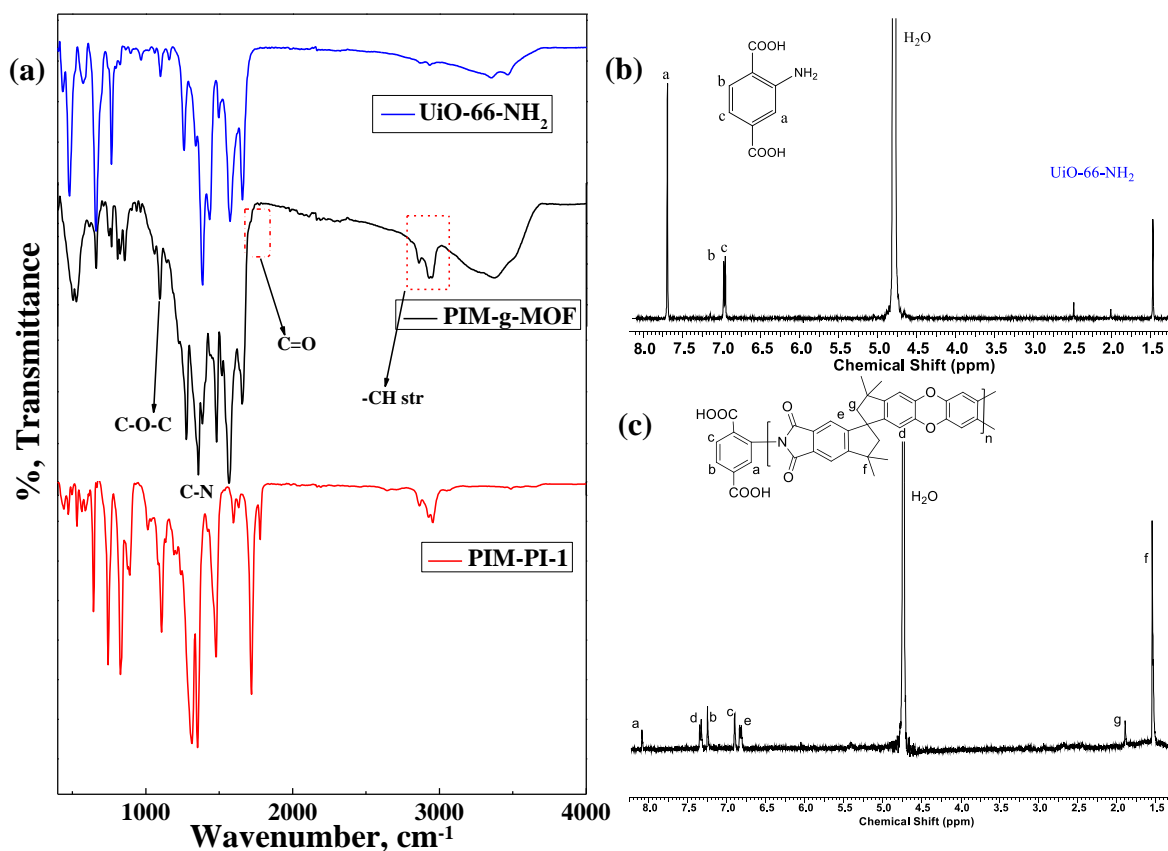 (a)
UiO-66-NH2
PIM-g-MOF
C=O
-CH str
C-O-C
C-N
PIM-PI-1
%, Transmittance
1000 2000 3000 4000
Wavenumber, cm-1
(b)
a
H2O
COOH
b
NH2
c
a
COOH
UiO-66-NH2
b
c
8.0 7.5 7.0 6.5 6.0 5.5 5.0 4.5 4.0 3.5 3.0 2.5 2.0 1.5
Chemical Shift (ppm)
(c)
HOOC
c
b
a
COOH
N
O
O
e
g
d
f
O
O
n
H2O
f
a
d
b
c
e
g
8.0 7.5 7.0 6.5 6.0 5.5 5.0 4.5 4.0 3.5 3.0 2.5 2.0 1.5
Chemical Shift (ppm)